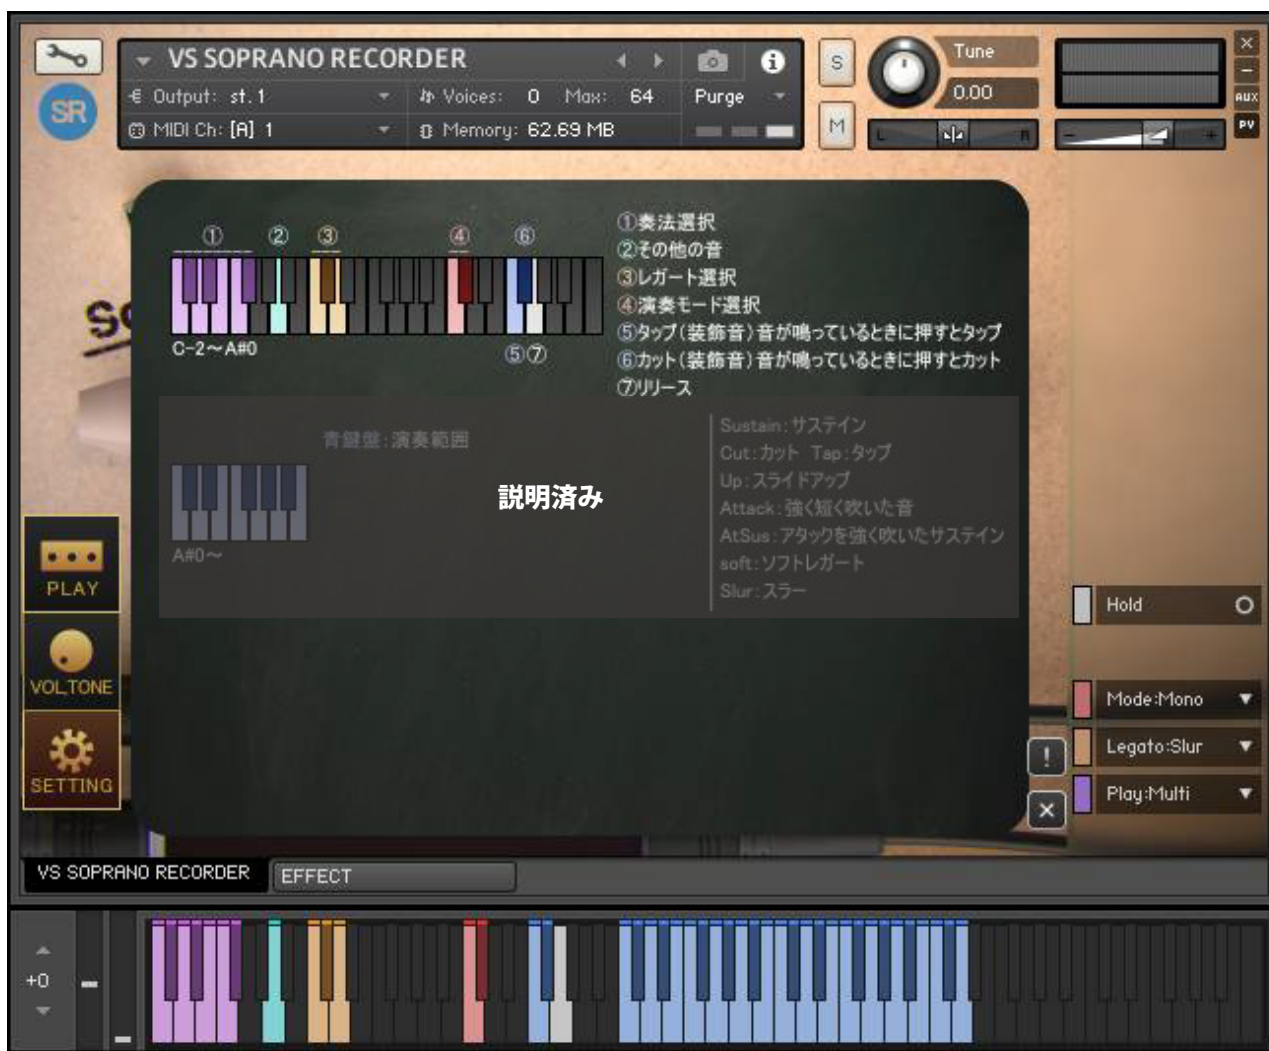 VS SOPRANO RECORDER
S
Tune
SR
Output: st.1
Voices: 0 Max: 64
Purge
0.00
AUX
MIDI Ch: [A] 1
Memory: 62.69 MB
M
L
R
PV
①
②
③
④
⑥
C-2~A#0
⑤⑦
①奏法選択
②その他の音
③レガート選択
④演奏モード選択
⑤タップ(装飾音)音が鳴っているときに押すとタップ
⑥カット(装飾音)音が鳴っているときに押すとカット
⑦リリース
青鍵盤:演奏範囲
説明済み
A#0~
Sustain:サステイン
Cut:カット Tap:タップ
Up:スライドアップ
Attack:強く短く吹いた音
AtSus:アタックを強く吹いたサステイン
soft:ソフトレガート
Slur:スラー
PLAY
VOL,TONE
SETTING
Hold
Mode:Mono
Legato:Slur
Play:Multi
!
×
VS SOPRANO RECORDER
EFFECT
+0